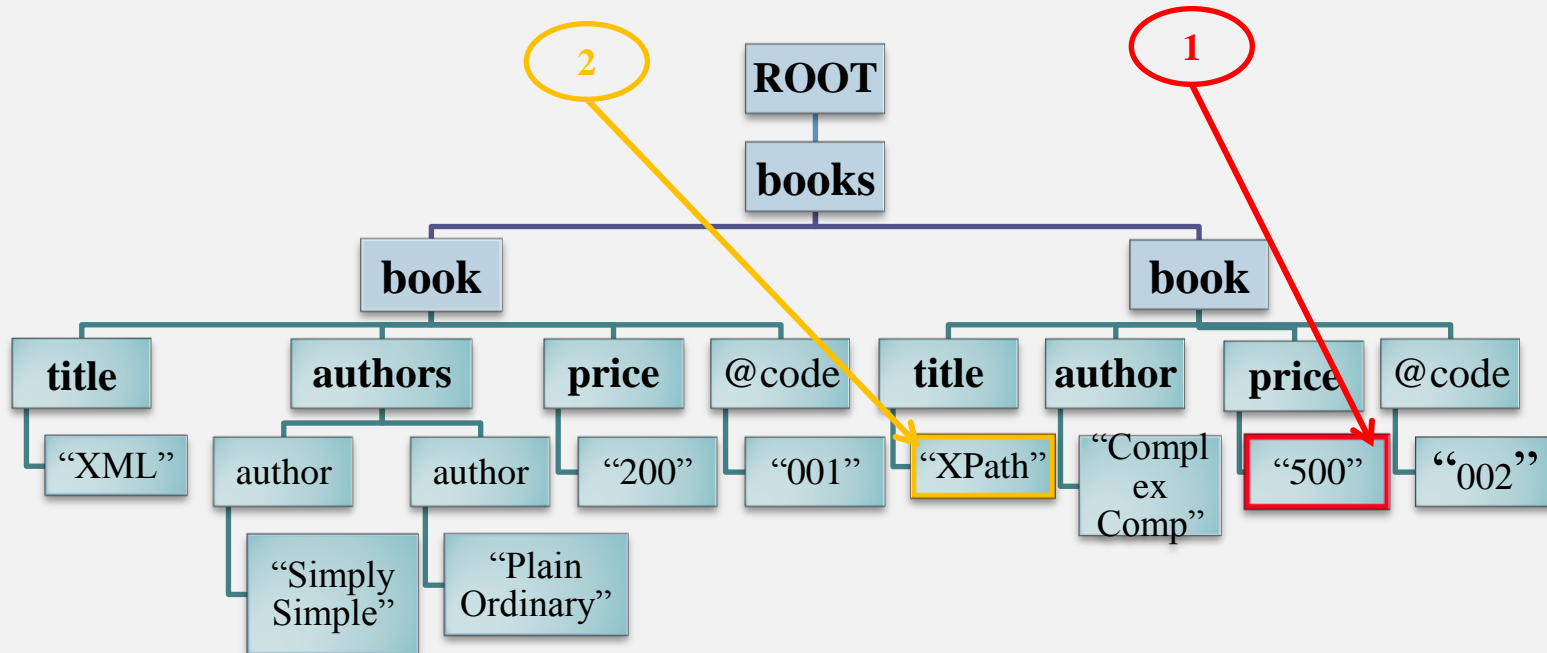 2
1
ROOT
books
book
book
title
authors
price
@code
title
author
price
@code
“XML”
author
author
“200”
“001”
“XPath”
“Compl
ex
Comp”
“500”
“002”
“Simply
Simple”
“Plain
Ordinary”